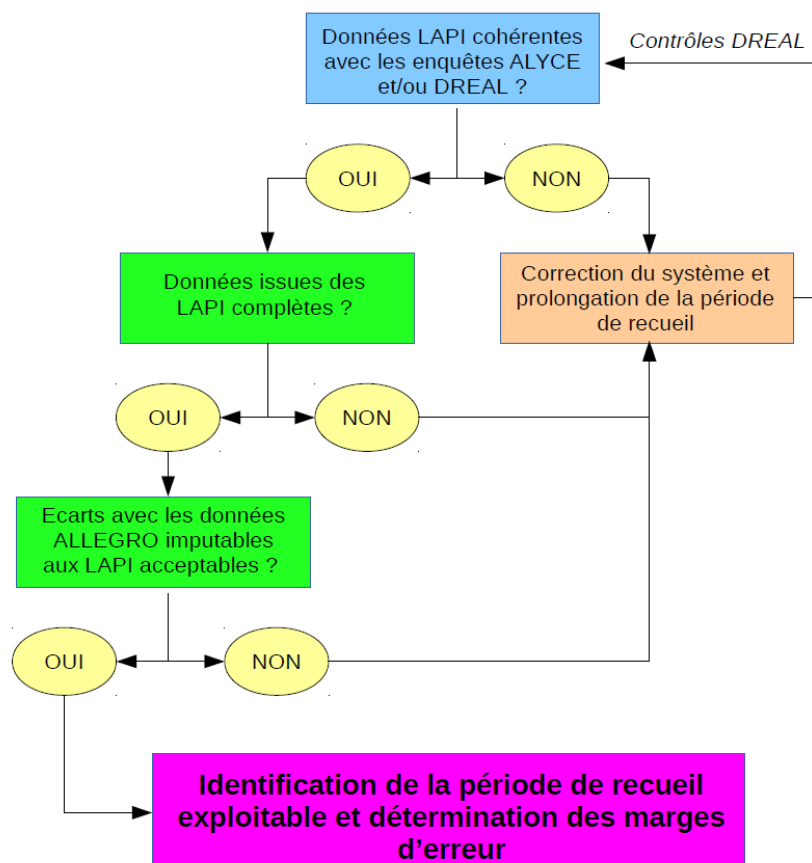 Données LAPI cohérentes
avec les enquêtes ALYCE
et/ou DREAL ?
Contrôles DREAL
OUI
NON
Données issues des
LAPI complètes ?
Correction du système et
prolongation de la période
de recueil
OUI
NON
Ecarts avec les données
ALLEGRO imputables
aux LAPI acceptables ?
OUI
NON
Identification de la période de recueil
exploitable et détermination des marges
d'erreur